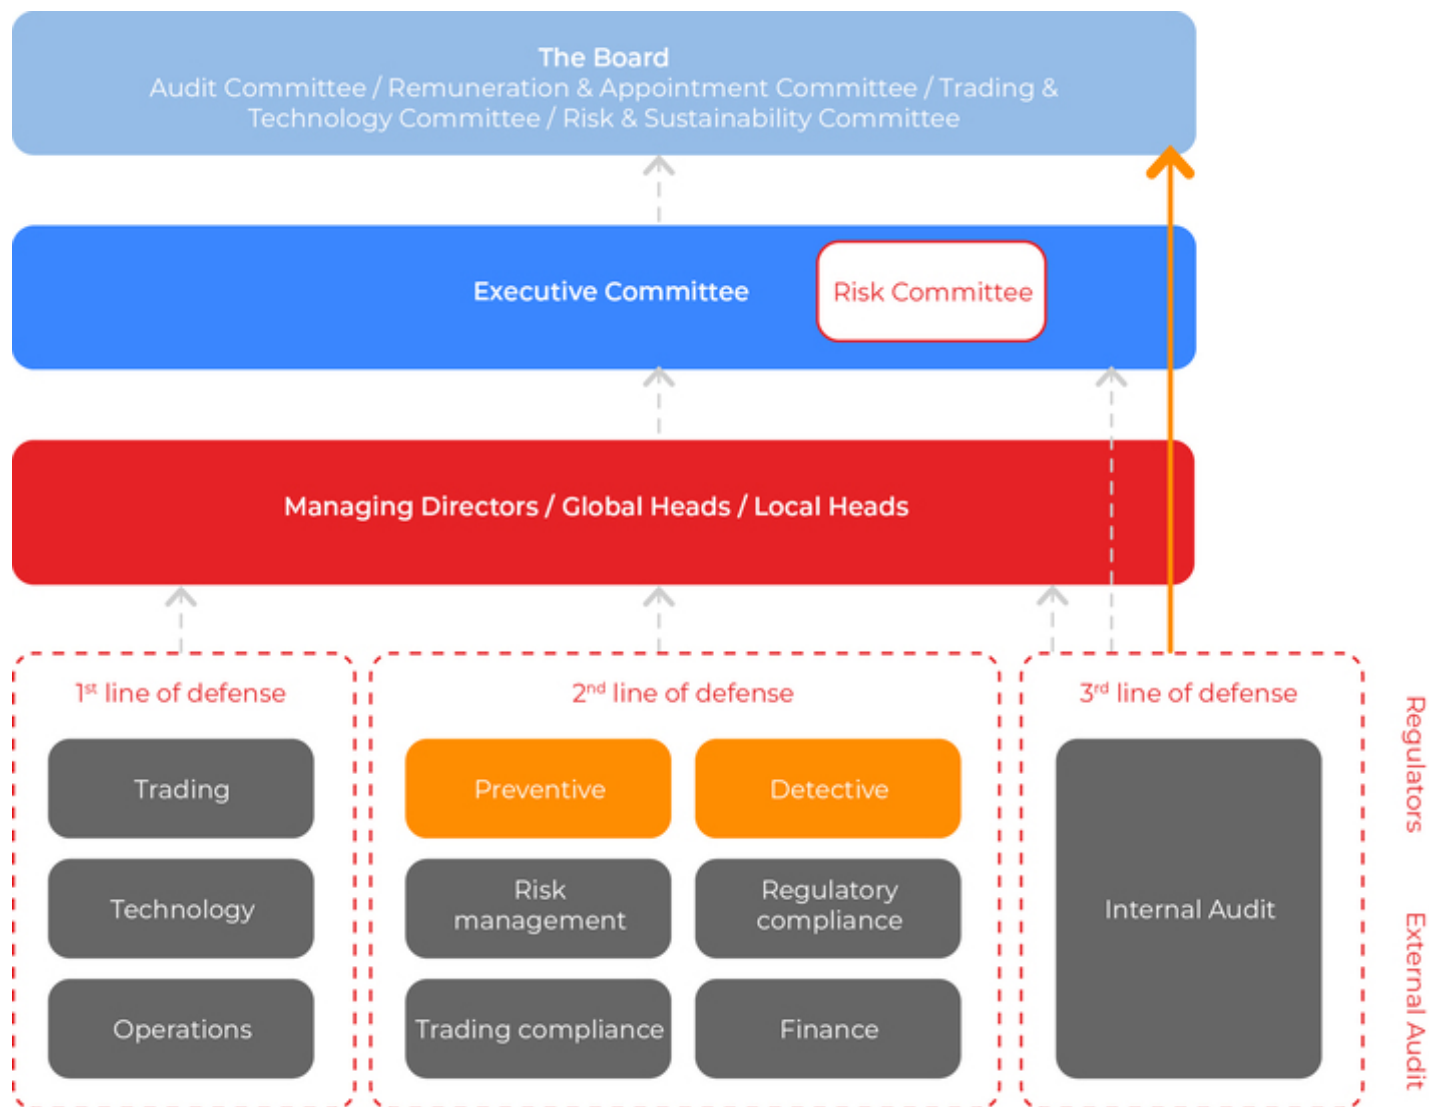 The Board
Audit Committee / Remuneration & Appointment Committee / Trading &
Technology Committee / Risk & Sustainability Committee
Executive Committee
Risk Committee
Managing Directors / Global Heads / Local Heads
1st line of defense
Trading
Technology
Operations
2nd line of defense
Preventive
Detective
Risk
management
Regulatory
compliance
Trading compliance
Finance
3rd line of defense
Internal Audit
Regulators
External Audit